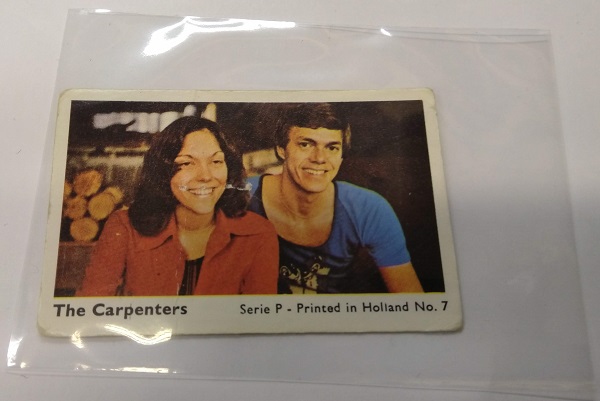 The Carpenters Serie P - Printed in Holland No. 7